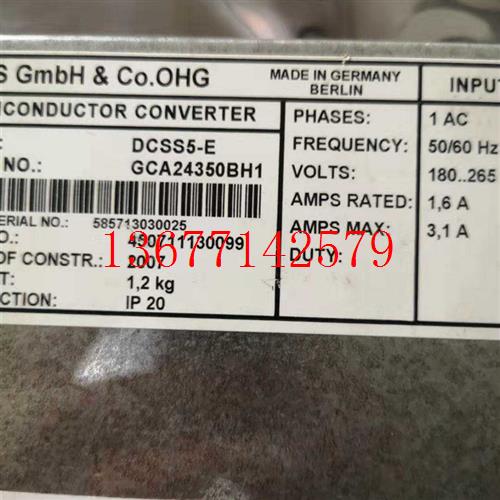 S GmbH & Co.OHG
MADE IN GERMANY
BERLIN
INPUT
ICONDUCTOR CONVERTER
DCSS5-E
NO.: GCA24350BH1
ERIAL NO.: 585713030025
O.: 450711130099
OF CONSTR.: 2007
T: 1,2 kg
ECTION: IP 20
PHASES: 1 AC
FREQUENCY: 50/60 Hz
VOLTS: 180..265
AMPS RATED: 1,6 A
AMPS MAX: 3,1 A
DUTY:
13677142579